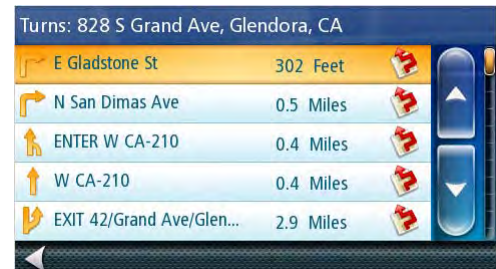 Turns: 828 S Grand Ave, Glendora, CA
E Gladstone St 302 Feet
N San Dimas Ave 0.5 Miles
ENTER W CA-210 0.4 Miles
W CA-210 0.4 Miles
EXIT 42/Grand Ave/Glen... 2.9 Miles